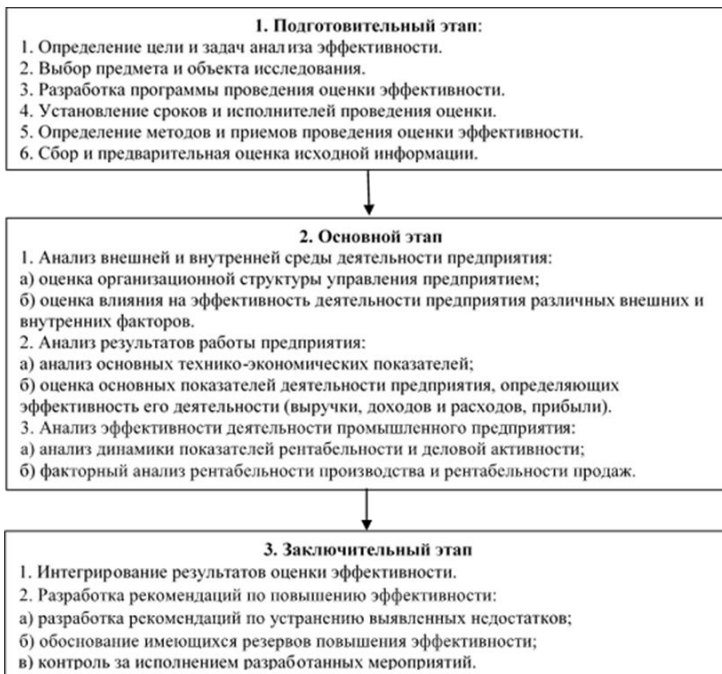 1. Подготовительный этап:
1. Определение цели и задач анализа эффективности.
2. Выбор предмета и объекта исследования.
3. Разработка программы проведения оценки эффективности.
4. Установление сроков и исполнителей проведения оценки.
5. Определение методов и приемов проведения оценки эффективности.
6. Сбор и предварительная оценка исходной информации.
2. Основной этап
1. Анализ внешней и внутренней среды деятельности предприятия:
а) оценка организационной структуры управления предприятием;
б) оценка влияния на эффективность деятельности предприятия различных внешних и
внутренних факторов.
2. Анализ результатов работы предприятия:
а) анализ основных технико-экономических показателей;
б) оценка основных показателей деятельности предприятия, определяющих
эффективность его деятельности (выручки, доходов и расходов, прибыли).
3. Анализ эффективности деятельности промышленного предприятия:
а) анализ динамики показателей рентабельности и деловой активности;
б) факторный анализ рентабельности производства и рентабельности продаж.
3. Заключительный этап
1. Интегрирование результатов оценки эффективности.
2. Разработка рекомендаций по повышению эффективности:
а) разработка рекомендаций по устранению выявленных недостатков;
б) обоснование имеющихся резервов повышения эффективности;
в) контроль за исполнением разработанных мероприятий.